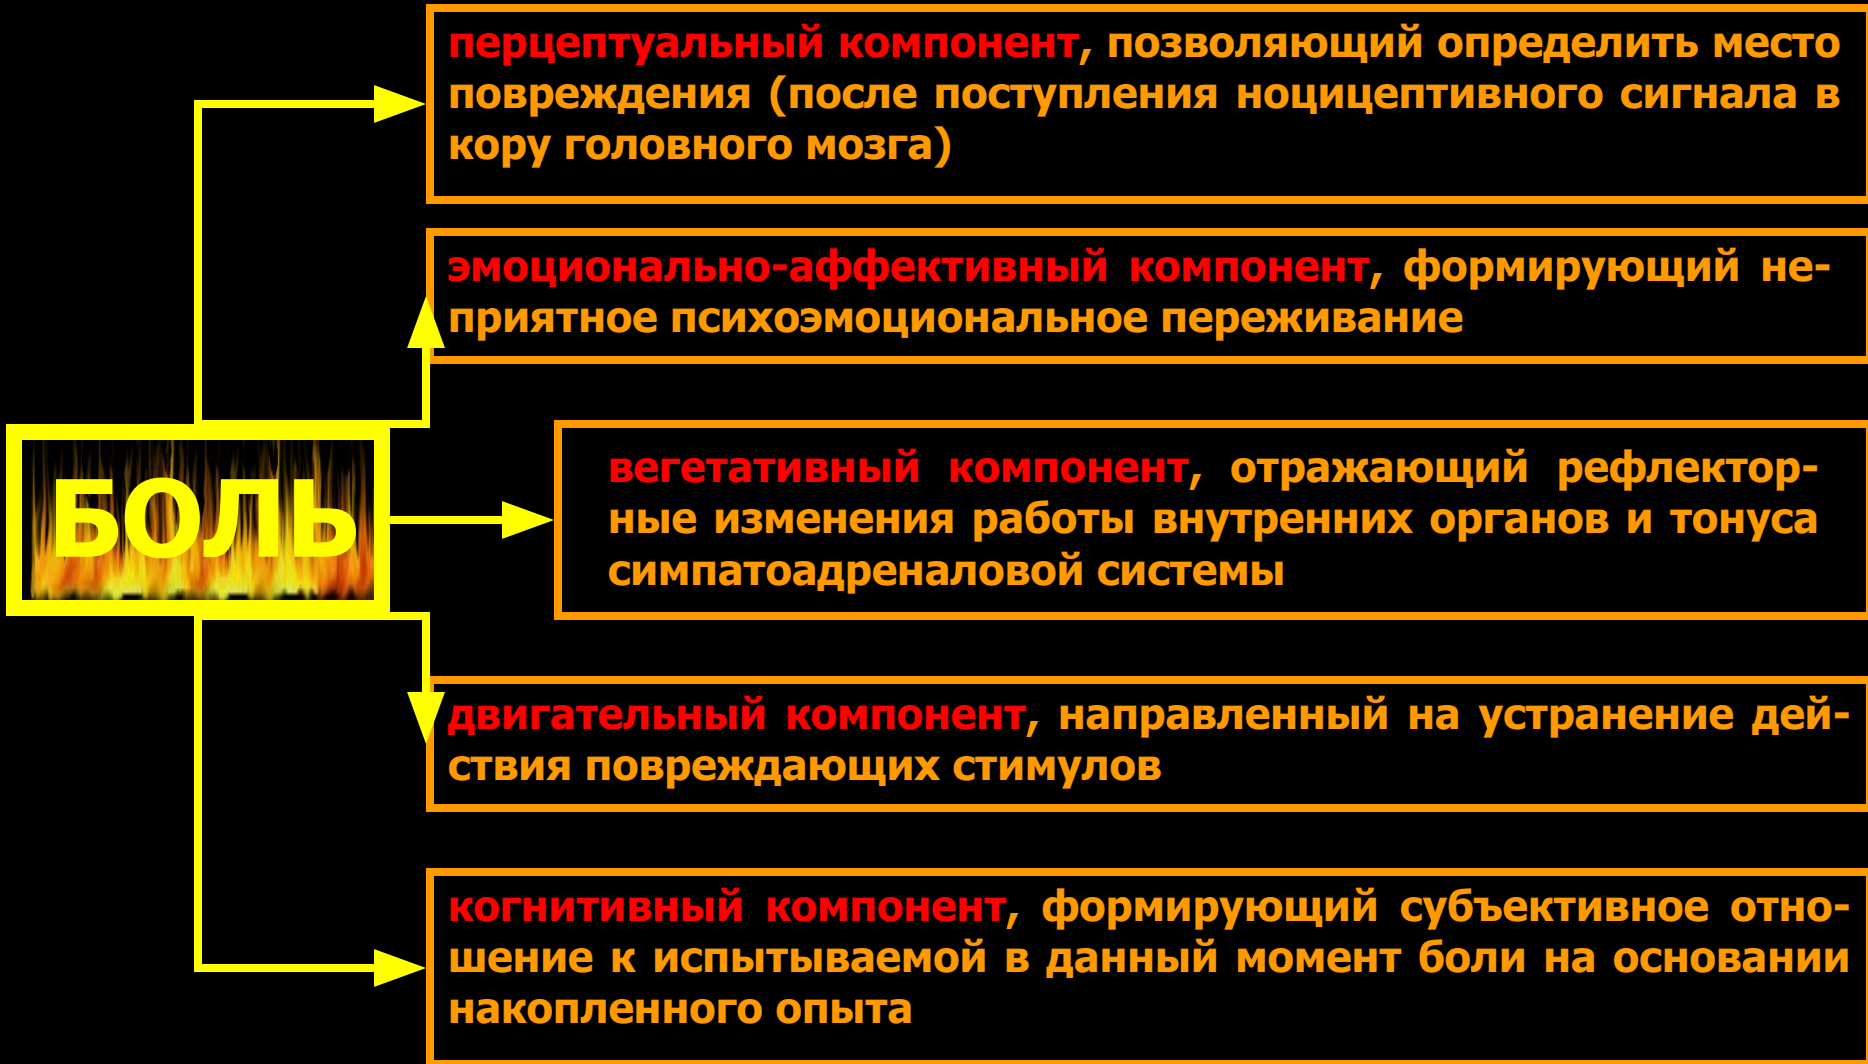 перцептуальный компонент, позволяющий определить место
повреждения (после поступления ноцицептивного сигнала в
кору головного мозга)
эмоционально-аффективный компонент, формирующий не-
приятное психоэмоциональное переживание
БОЛЬ
вегетативный компонент, отражающий рефлектор-
ные изменения работы внутренних органов и тонуса
симпатоадреналовой системы
двигательный компонент, направленный на устранение дей-
ствия повреждающих стимулов
когнитивный компонент, формирующий субъективное отно-
шение к испытываемой в данный момент боли на основании
накопленного опыта